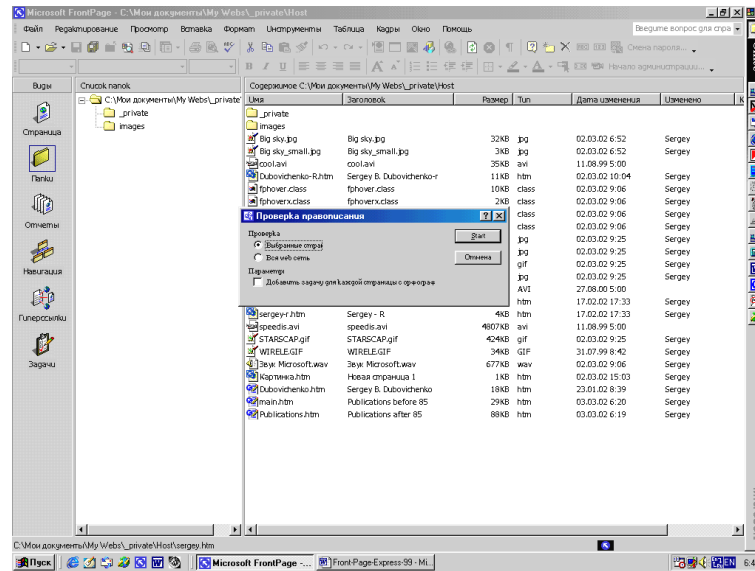 Microsoft FrontPage - C:\Мои документы\My Webs\_private\Host
Файл Редактирование Просмотр Вставка Формат Инструменты Таблица Кадры Окно Помощь Введите вопрос для спра
Смена пароля...
Начало администрации...
Виды
Список папок
Содержимое C:\Мои документы\My Webs\_private\Host
C:\Мои документы\My Webs\_private
_private
images
Страница
Папки
Отчеты
Навигация
Гиперссылки
Задачи
Имя Заголовок Размер Тип Дата изменения Изменено К
_private
images
Big sky.jpg Big sky.jpg 32KB jpg 02.03.02 6:52 Sergey
Big sky_small.jpg Big sky_small.jpg 3KB jpg 02.03.02 6:52 Sergey
cool.avi cool.avi 35KB avi 11.08.99 5:00
Dubovichenko-R.htm Sergey B. Dubovichenko-r 11KB htm 02.03.02 10:04 Sergey
fphover.class fphover.class 10KB class 02.03.02 9:06 Sergey
fphoverx.class fphoverx.class 2KB class 02.03.02 9:06 Sergey
class 02.03.02 9:06 Sergey
class 02.03.02 9:06 Sergey
jpg 02.03.02 9:25 Sergey
jpg 02.03.02 9:25 Sergey
gif 02.03.02 9:25 Sergey
jpg 02.03.02 9:25 Sergey
AVI 27.08.00 5:00
htm 17.02.02 17:33 Sergey
sergey-r.htm Sergey - R 4KB htm 17.02.02 17:33 Sergey
speedis.avi speedis.avi 4807KB avi 11.08.99 5:00
STARSCAP.gif STARSCAP.gif 424KB gif 02.03.02 9:25 Sergey
WIRELE.GIF WIRELE.GIF 34KB GIF 31.07.99 8:42 Sergey
Звук Microsoft.wav Звук Microsoft.wav 677KB wav 02.03.02 9:06 Sergey
Картинка.htm Новая страница 1 1KB htm 02.03.02 15:03 Sergey
Dubovichenko.htm Sergey B. Dubovichenko 18KB htm 23.01.02 8:39 Sergey
main.htm Publications before 85 29KB htm 03.03.02 6:20 Sergey
Publications.htm Publications after 85 88KB htm 03.03.02 6:19 Sergey
Проверка правописания
Проверка
Выбранные стра
Вся web сеть
Параметр
Добавить задачу для каждой страницы с орфограф
Start
Отмена
C:\Мои документы\My Webs\_private\Host\sergey.htm
Пуск Microsoft FrontPage - ... Front-Page-Express-99 - Mi... EN 6:4